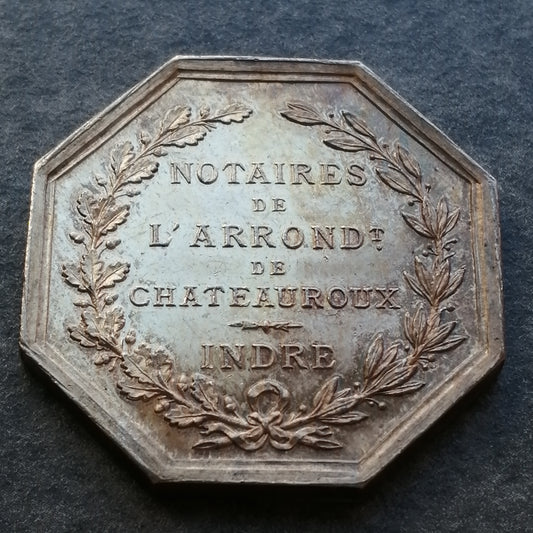 NOTAIRES
DE
L'ARRONDT
DE
CHATEAUROUX
INDRE